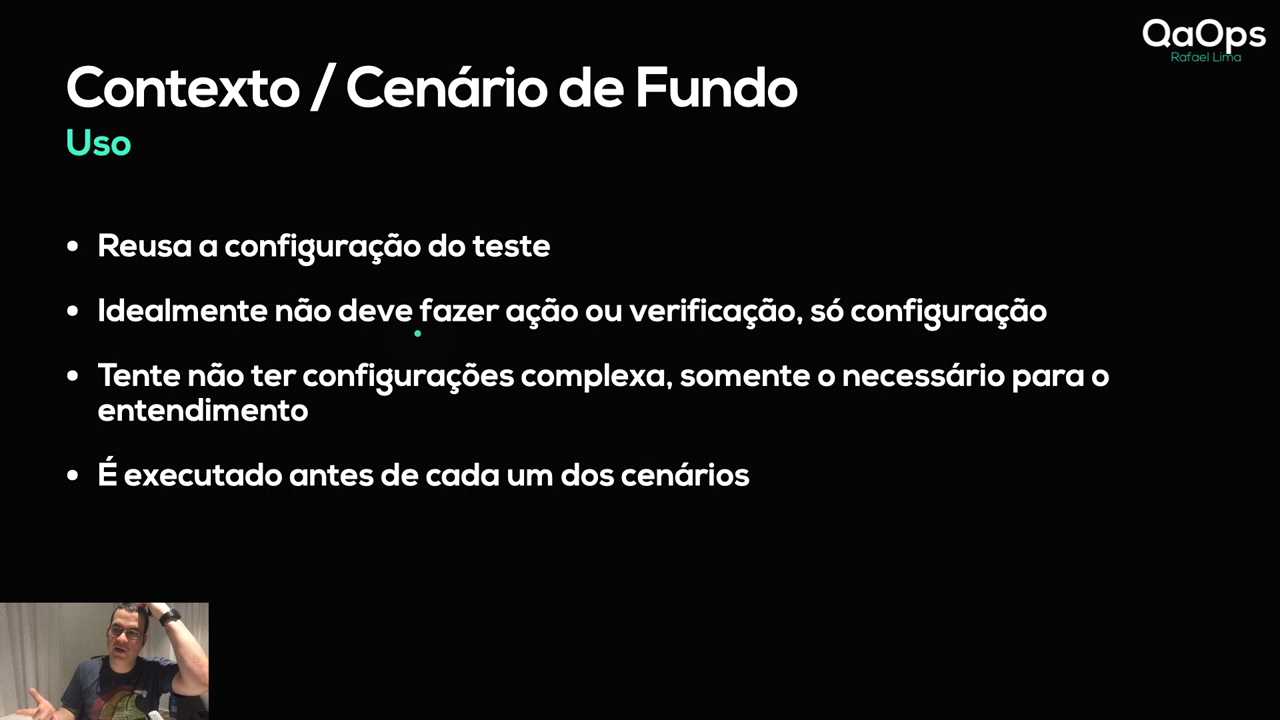 QaOps
Rafael Lima
Contexto / Cenário de Fundo
Uso
• Reusa a configuração do teste
• Idealmente não deve fazer ação ou verificação, só configuração
• Tente não ter configurações complexa, somente o necessário para o
entendimento
• É executado antes de cada um dos cenários